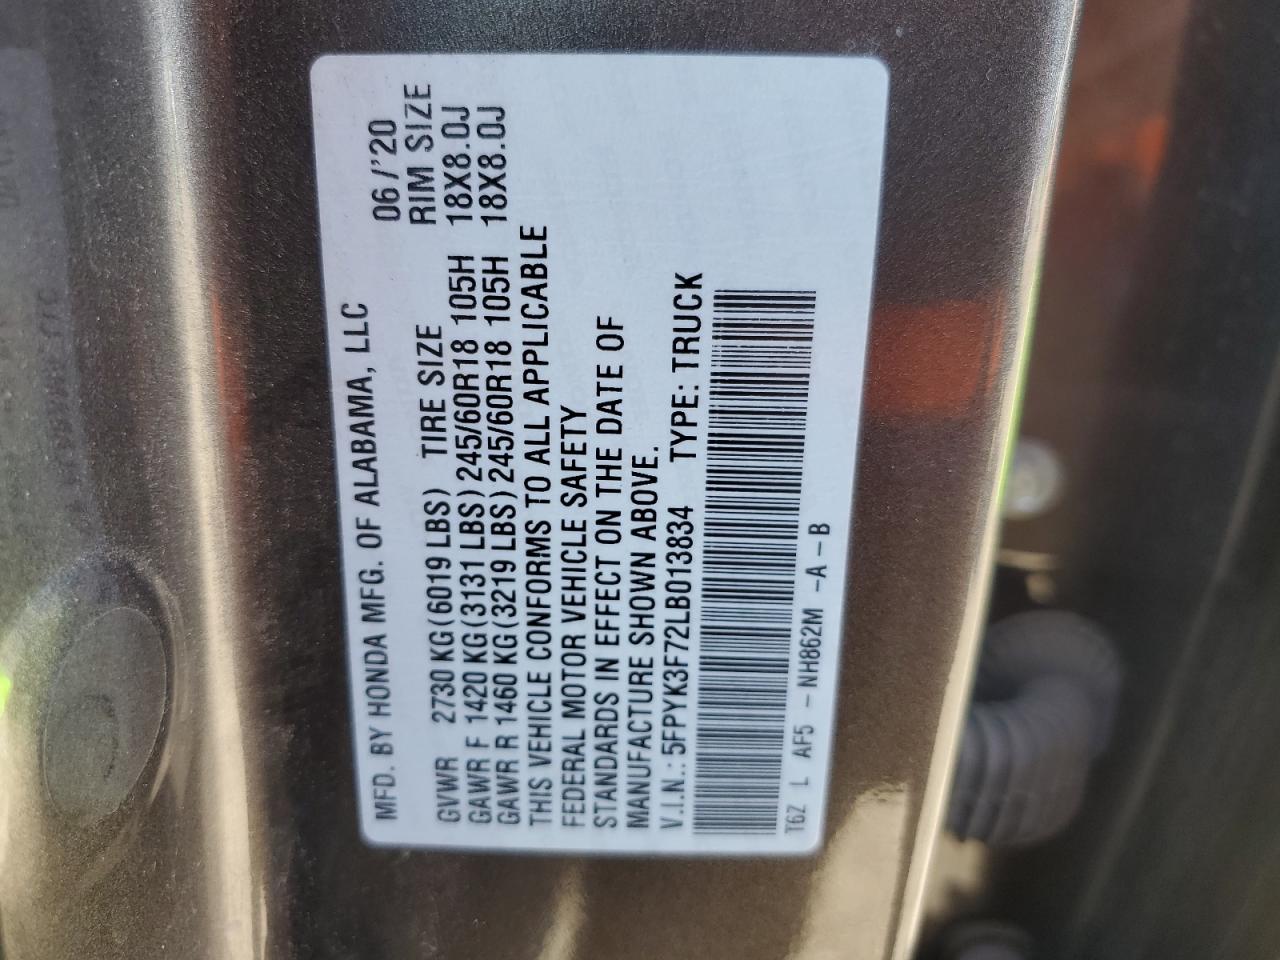 MFD. BY HONDA MFG. OF ALABAMA, LLC 06/'20
GVWR 2730 KG(6019 LBS) TIRE SIZE RIM SIZE
GAWR F 1420 KG(3131 LBS)245/60R18 105H 18X8.0J
GAWR R 1460 KG(3219 LBS)245/60R18 105H 18X8.0J
THIS VEHICLE CONFORMS TO ALL APPLICABLE
FEDERAL MOTOR VEHICLE SAFETY
STANDARDS IN EFFECT ON THE DATE OF
MANUFACTURE SHOWN ABOVE.
V.I.N.: 5FPYK3F72LB013834 TYPE: TRUCK
T6Z L AF5 - NH862M -A-B